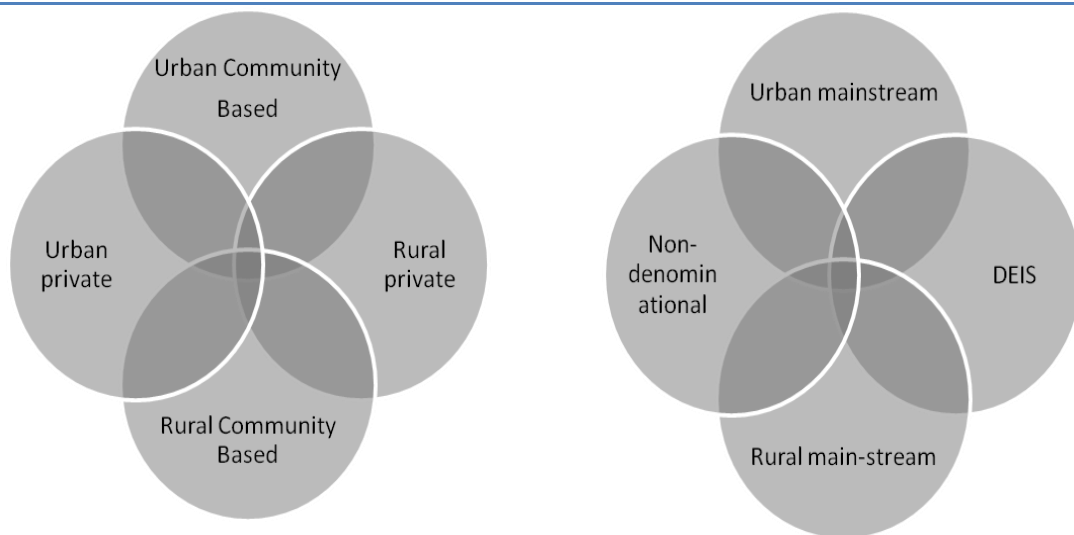 Urban Community
Based
Urban
private
Rural
private
Rural Community
Based
Urban mainstream
Non-
denomin
ational
DEIS
Rural main-stream